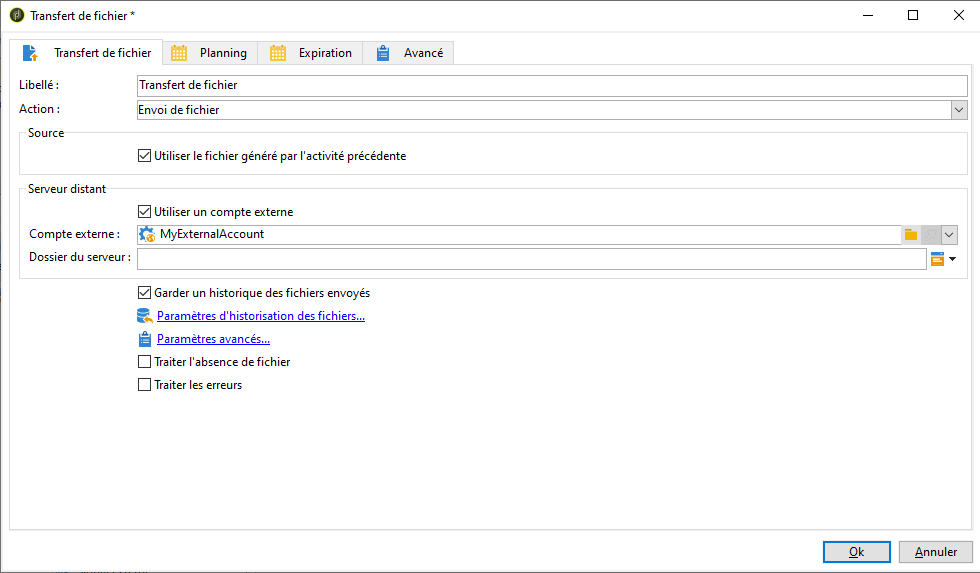 Transfert de fichier *
Transfert de fichier Planning Expiration Avancé
Libellé : Transfert de fichier
Action : Envoi de fichier
Source
Utiliser le fichier généré par l'activité précédente
Serveur distant
Utiliser un compte externe
Compte externe : MyExternalAccount
Dossier du serveur :
Garder un historique des fichiers envoyés
Paramètres d'historisation des fichiers...
Paramètres avancés...
Traiter l'absence de fichier
Traiter les erreurs
Ok Annuler